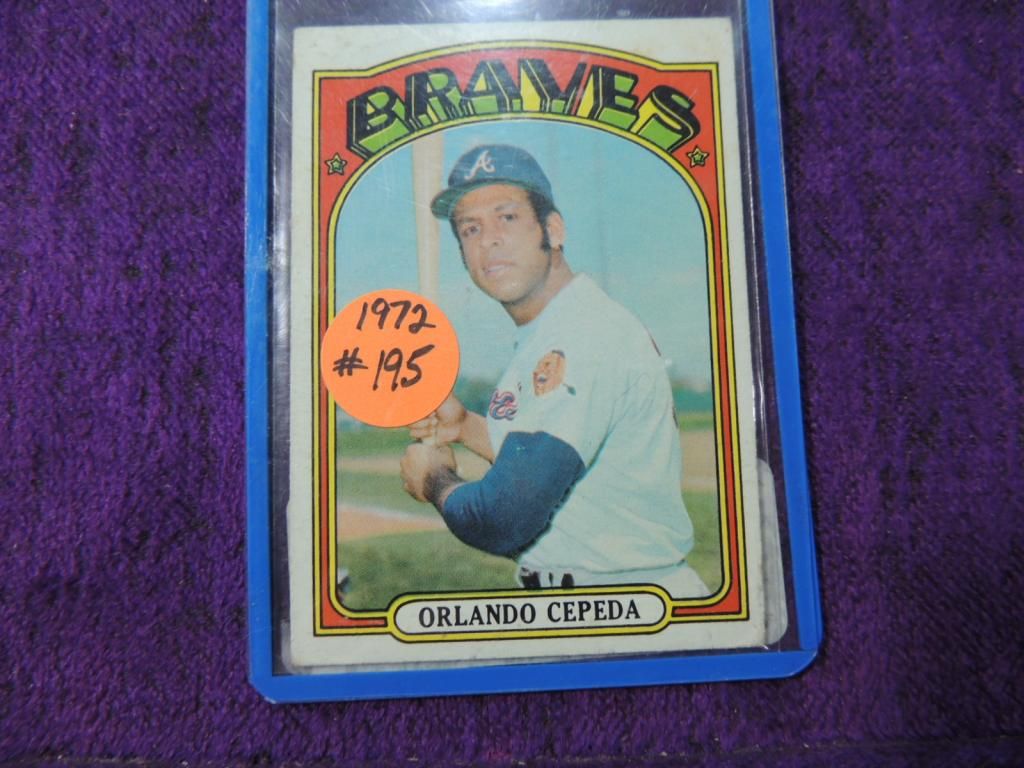 BRAVES
A
1972
#195
ORLANDO CEPEDA